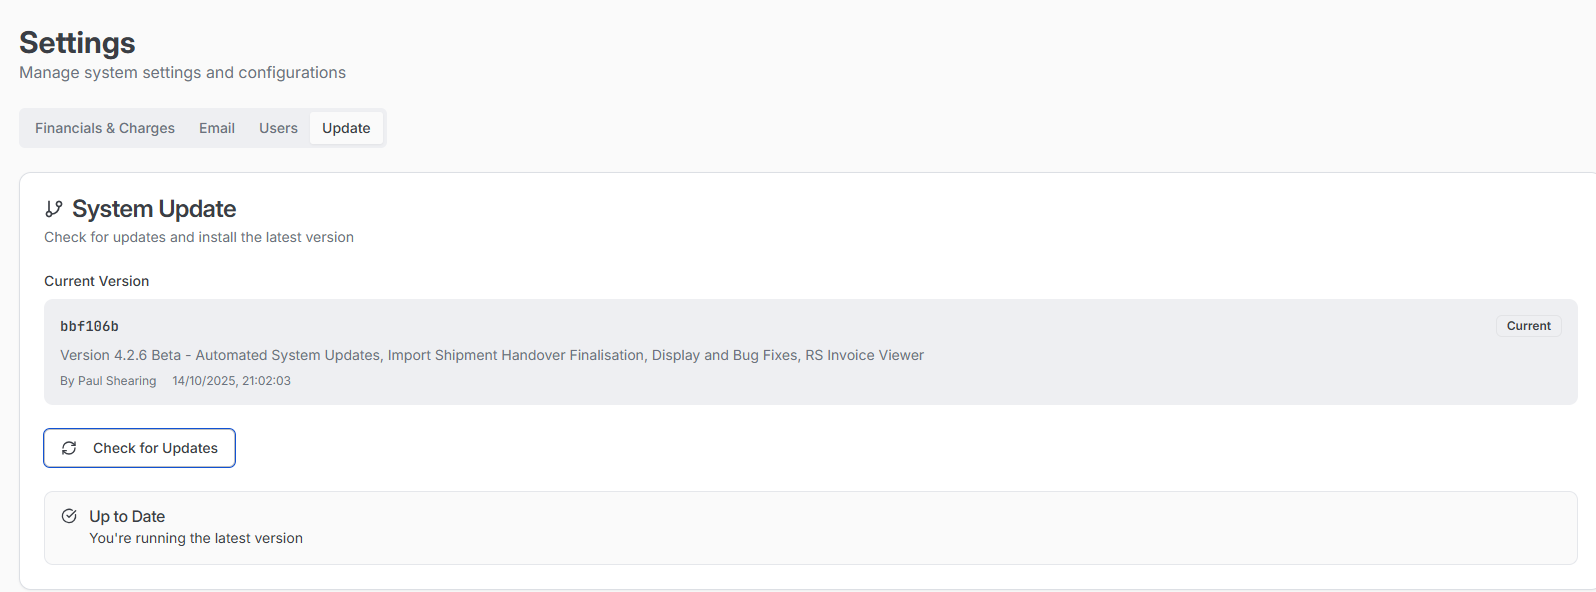 Settings
Manage system settings and configurations
Financials & Charges Email Users Update
System Update
Check for updates and install the latest version
Current Version
bbf106b
Current
Version 4.2.6 Beta - Automated System Updates, Import Shipment Handover Finalisation, Display and Bug Fixes, RS Invoice Viewer
By Paul Shearing 14/10/2025, 21:02:03
Check for Updates
Up to Date
You're running the latest version